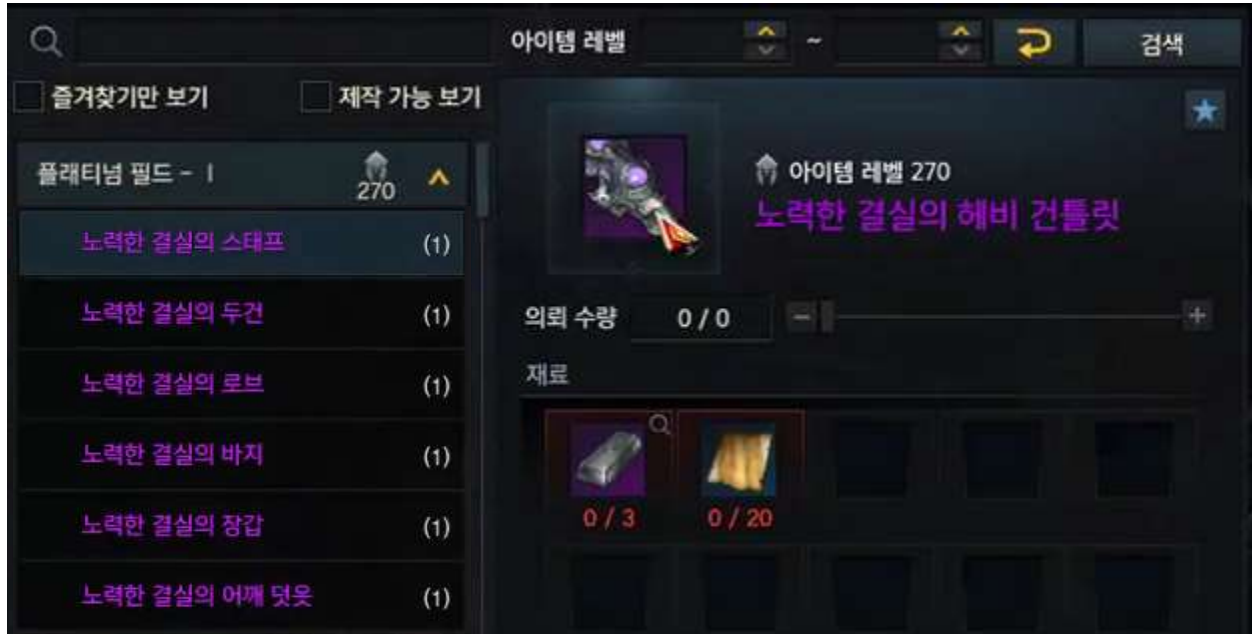 아이템 레벨 ~ 검색
즐겨찾기만 보기 제작 가능 보기
플래티넘 필드 - I 270
노력한 결실의 스태프 (1)
노력한 결실의 두건 (1)
노력한 결실의 로브 (1)
노력한 결실의 바지 (1)
노력한 결실의 장갑 (1)
노력한 결실의 어깨 덧옷 (1)
아이템 레벨 270
노력한 결실의 헤비 건틀릿
의뢰 수량 0 / 0
재료
0 / 3 0 / 20